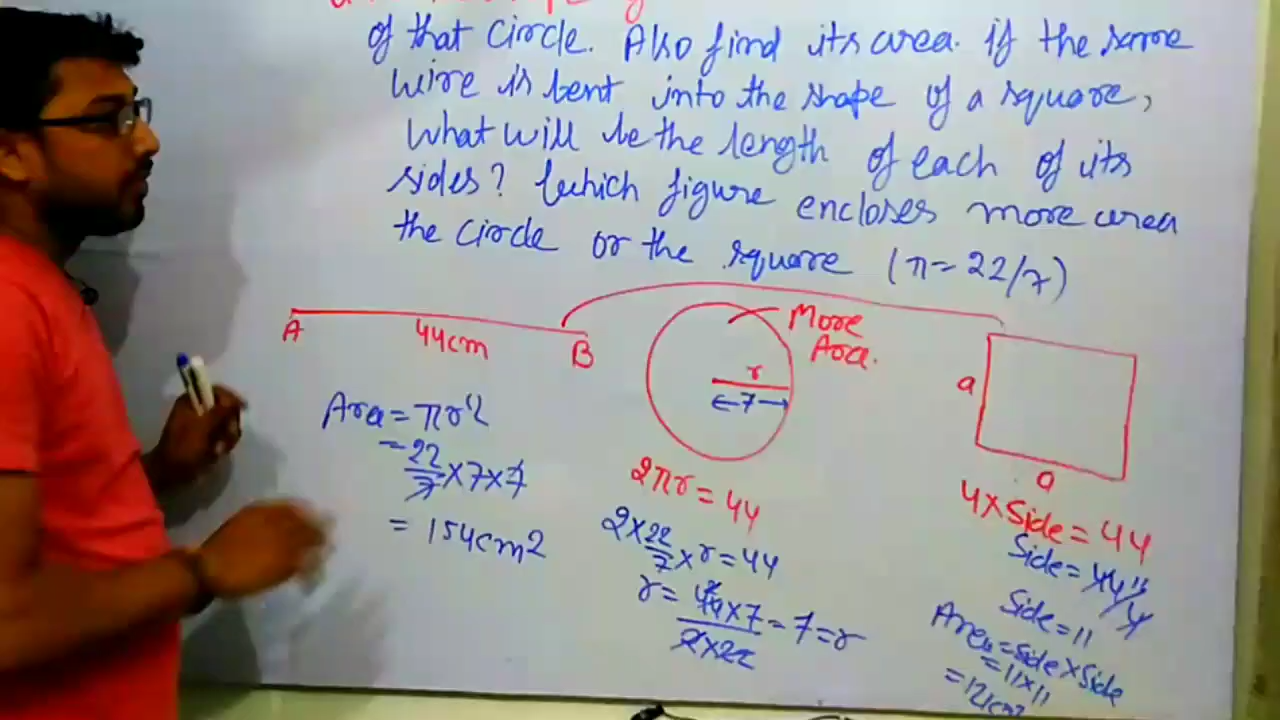 of that circle. Also find its area. if the same
wire is bent into the shape of a square,
What will be the length of each of its
sides? Which figure encloses more area
the circle or the square (π=22/7)
A 44cm B
More
Area.
r
7
a
a
Area = πr2
= 22/7 ×7×7
= 154cm2
2πr = 44
2×22/7 ×r = 44
r = 44×7/2×22 = 7 = r
4×Side = 44
Side = 44/4 11
Side = 11
Area = side × Side
= 11×11
= 121cm2